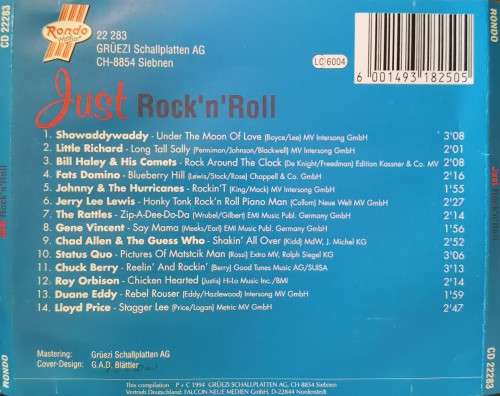 CD 22283
RONDO
Rondo
22 283
GRÜEZI Schallplatten AG
CH-8854 Siebnen
LC 6004
6 001493 182505
Just Rock'n'Roll
1. Showaddywaddy - Under The Moon Of Love (Boyce/Lee) MV Intersong GmbH 3'08
2. Little Richard - Long Tall Sally (Pennimon/Johnson/Blackwell) MV Intersong GmbH 2'01
3. Bill Haley & His Comets - Rock Around The Clock (De Knight/Freedman) Edition Kassner & Co. MV 2'08
4. Fats Domino - Blueberry Hill (Lewis/Stock/Rose) Chappell & Co. GmbH 2'16
5. Johnny & The Hurricanes - Rockin'T (King/Mack) MV Intersong GmbH 1'55
6. Jerry Lee Lewis - Honky Tonk Rock'n Roll Piano Man (Collom) Neue Welt MV 2'27
7. The Rattles - Zip-A-Dee-Do-Da (Wrubel/Gilbert) EMI Music Publ. Germany GmbH 2'14
8. Gene Vincent - Say Mama (Meeks/Earl) EMI Music Publ. Germany GmbH 1'56
9. Chad Allen & The Guess Who - Shakin' All Over (Kidd) MdW, J. Michel KG 2'52
10. Status Quo - Pictures Of Matstcik Man (Rossi) Extro MV, Ralph Siegel KG 3'06
11. Chuck Berry - Reelin' And Rockin' (Berry) Good Tunes Music AG/SUISA 3'13
12. Roy Orbison - Chicken Hearted (Justis) Hi-Lo Music Inc./BMI 2'14
13. Duane Eddy - Rebel Rouser (Eddy/Hazlewood) Intersong MV GmbH 1'59
14. Lloyd Price - Stagger Lee (Price/Logan) Metric MV GmbH 2'47
Mastering: Grüezi Schallplatten AG
Cover-Design: G.A.D. Blättler
This compilation P + C 1994 GRÜEZI SCHALLPLATTEN AG, CH-8854 Siebnen
Vertrieb Deutschland: FALCON NEUE MEDIEN GmbH, D-22844 Norderstedt
Just Rock'n'Roll
RONDO
RONDO
Just Rock'n'Roll
CD 22283